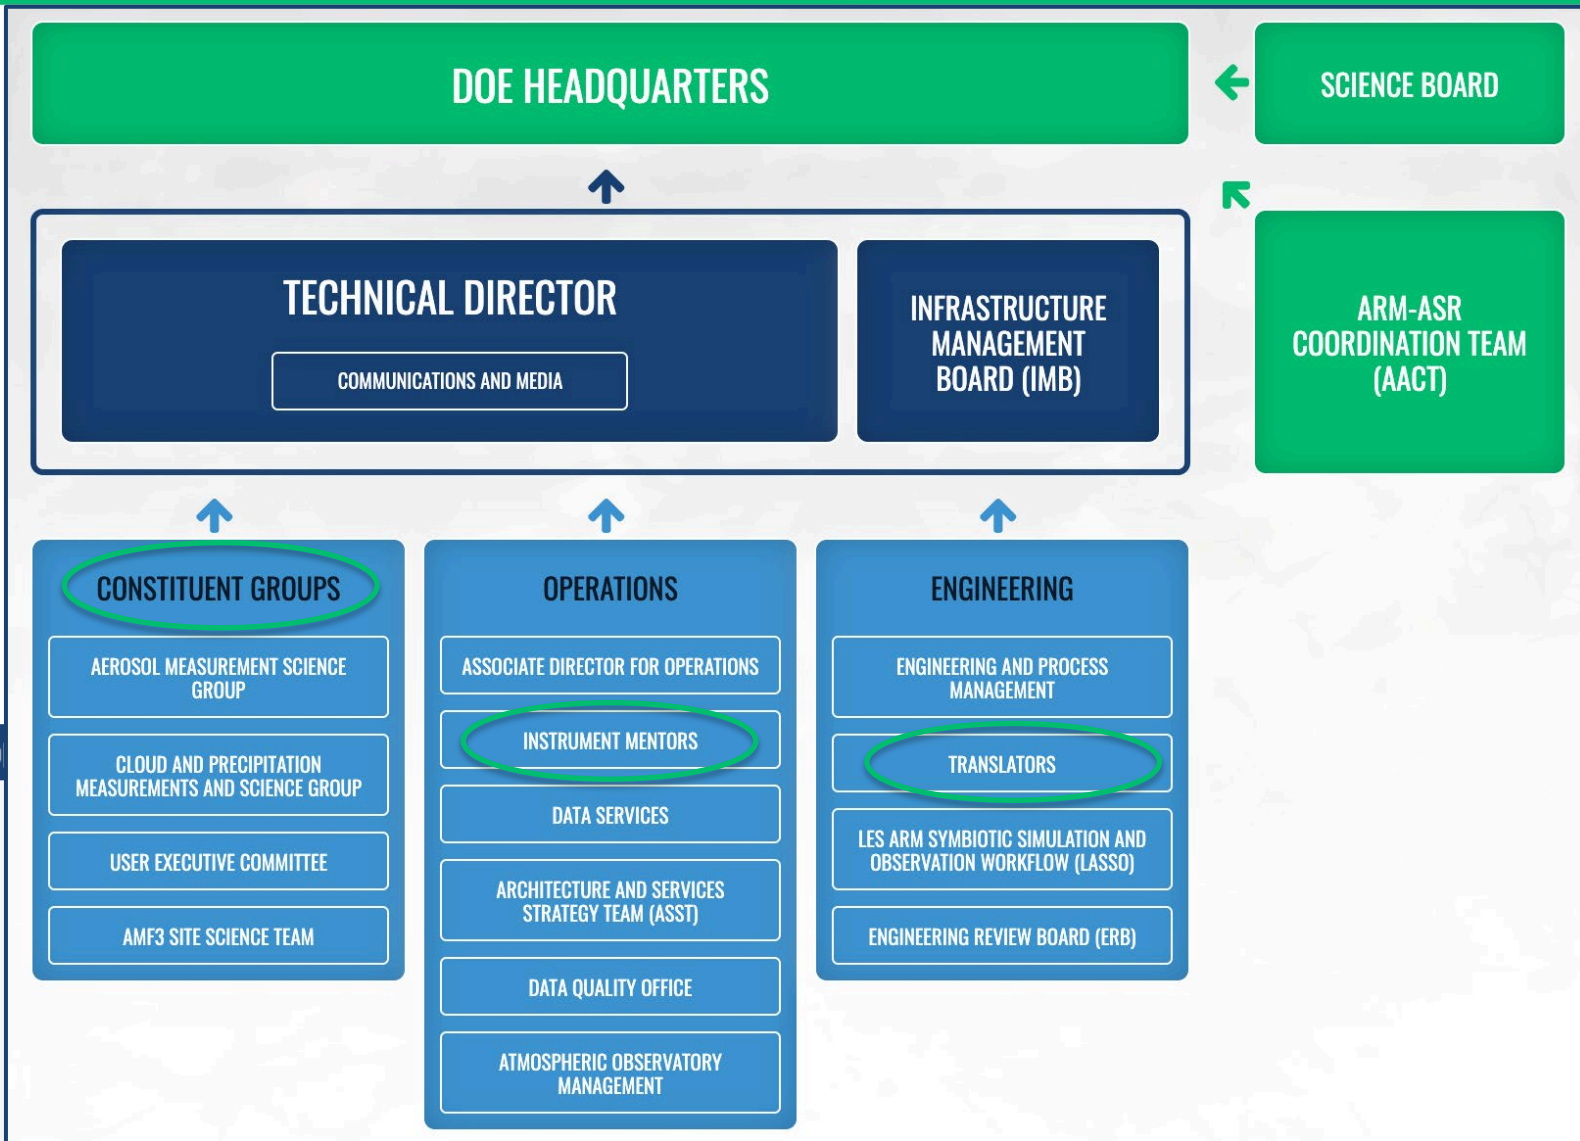 DOE HEADQUARTERS
SCIENCE BOARD
TECHNICAL DIRECTOR
COMMUNICATIONS AND MEDIA
INFRASTRUCTURE
MANAGEMENT
BOARD (IMB)
ARM-ASR
COORDINATION TEAM
(AACT)
CONSTITUENT GROUPS
AEROSOL MEASUREMENT SCIENCE
GROUP
CLOUD AND PRECIPITATION
MEASUREMENTS AND SCIENCE GROUP
USER EXECUTIVE COMMITTEE
AMF3 SITE SCIENCE TEAM
OPERATIONS
ASSOCIATE DIRECTOR FOR OPERATIONS
INSTRUMENT MENTORS
DATA SERVICES
ARCHITECTURE AND SERVICES
STRATEGY TEAM (ASST)
DATA QUALITY OFFICE
ATMOSPHERIC OBSERVATORY
MANAGEMENT
ENGINEERING
ENGINEERING AND PROCESS
MANAGEMENT
TRANSLATORS
LES ARM SYMBIOTIC SIMULATION AND
OBSERVATION WORKFLOW (LASSO)
ENGINEERING REVIEW BOARD (ERB)